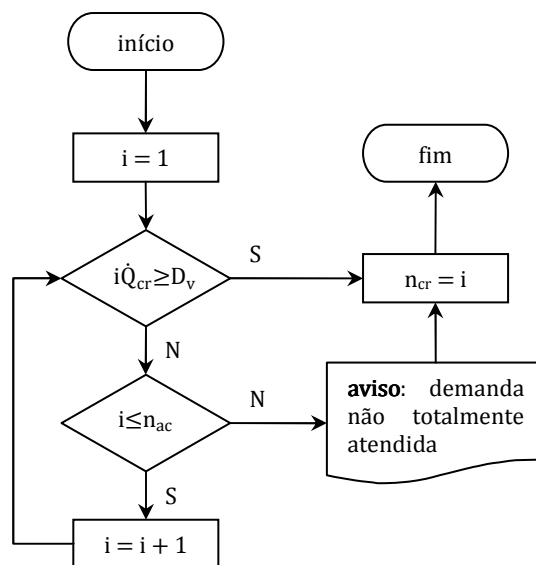 início
i = 1
fim
iQ̇cr≥Dv
S
ncr = i
N
i≤nac
N
aviso: demanda
não totalmente
atendida
S
i = i + 1